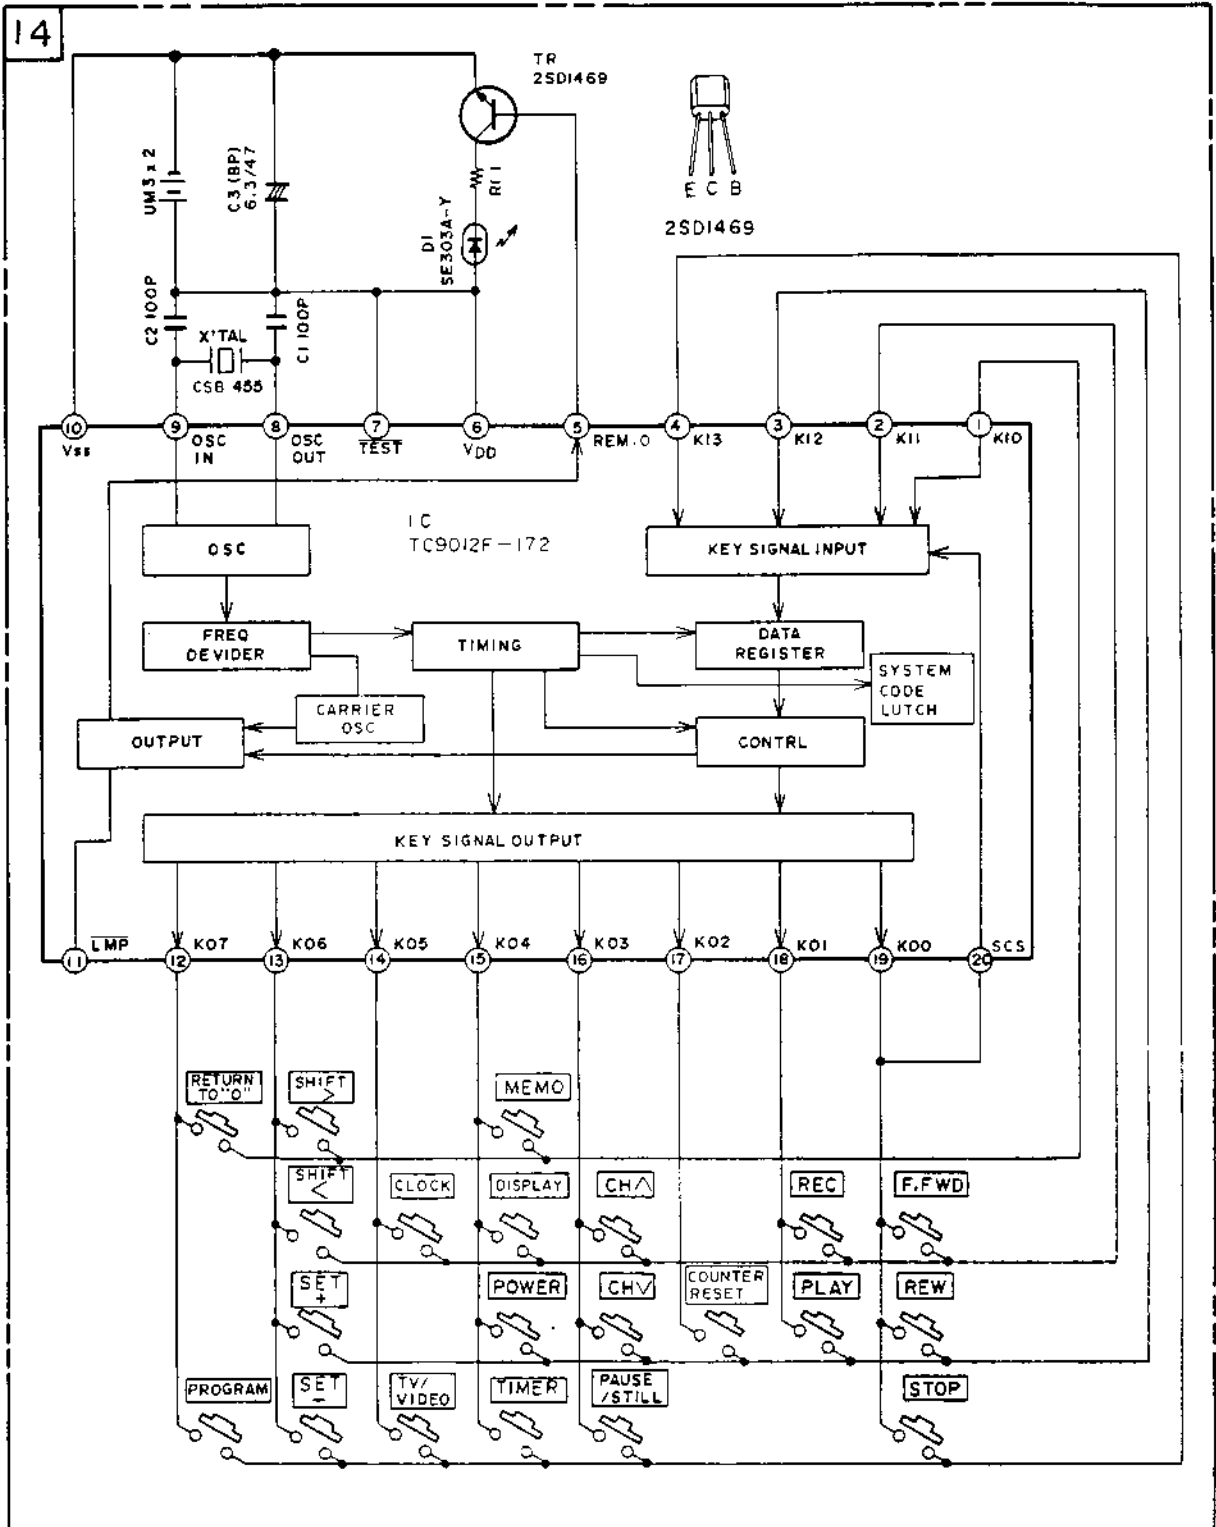 14
TR
2SD1469
E C B
2SD1469
UM3 x 2
C3 (BP)
6.3/47
D1
SE303A-Y
C2 100P
C1 100P
X'TAL
CSB 455
10
9
8
7
6
5
4
3
2
1
Vss
OSC
IN
OSC
OUT
TEST
VDD
REM.O
KI3
KI2
KI1
KI0
IC
TC9012F-172
OSC
KEY SIGNAL INPUT
FREQ
DEVIDER
TIMING
DATA
REGISTER
SYSTEM
CODE
LUTCH
CARRIER
OSC
OUTPUT
CONTRL
KEY SIGNAL OUTPUT
LMP
KO7
KO6
KO5
KO4
KO3
KO2
KO1
KO0
SCS
11
12
13
14
15
16
17
18
19
20
RETURN
TO "0"
SHIFT
>
MEMO
SHIFT
<
CLOCK
DISPLAY
CH∧
REC
F.FWD
SET
+
POWER
CH∨
COUNTER
RESET
PLAY
REW
PROGRAM
SET
-
TV/
VIDEO
TIMER
PAUSE
/STILL
STOP